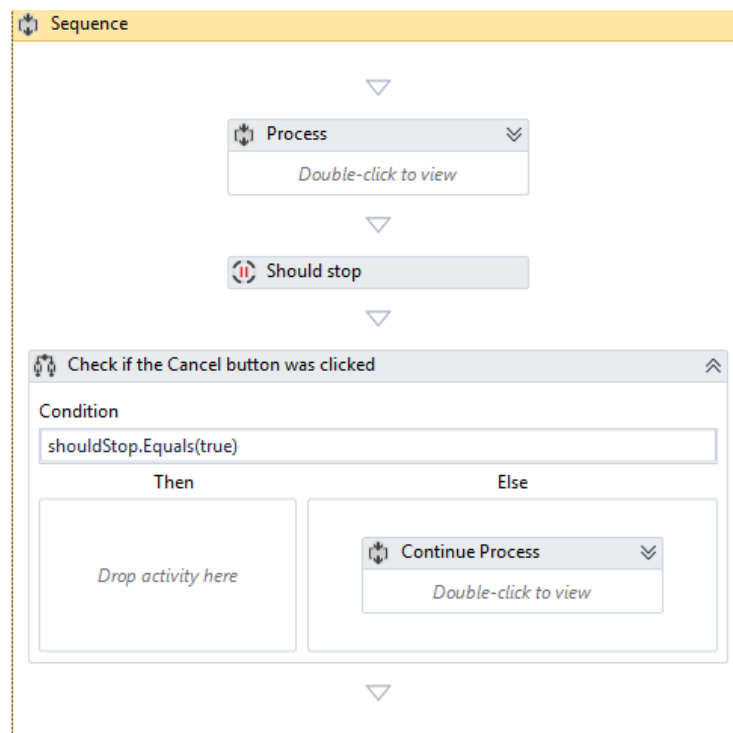 Sequence
Process
Double-click to view
Should stop
Check if the Cancel button was clicked
Condition
shouldStop.Equals(true)
Then Else
Drop activity here
Continue Process
Double-click to view